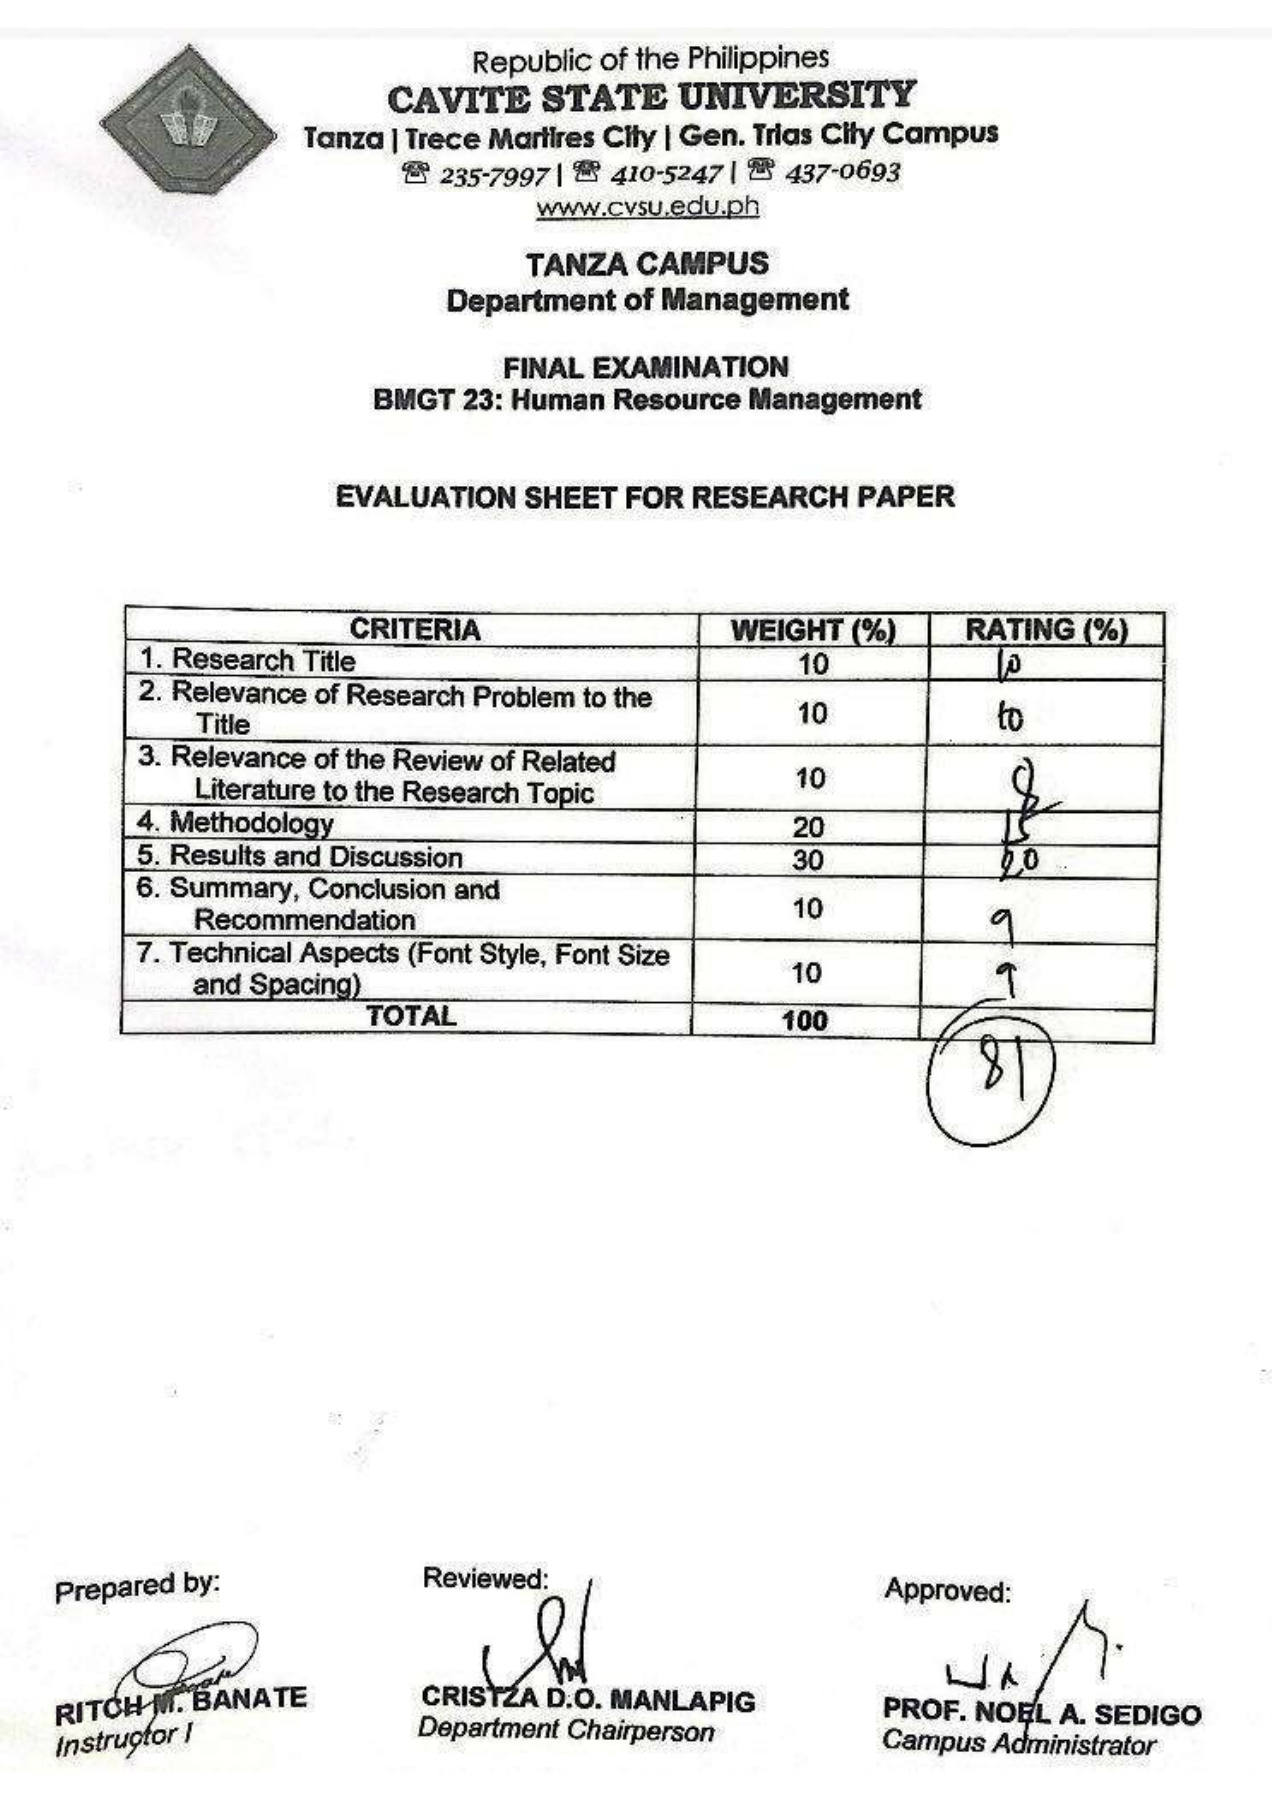 Republic of the Philippines
CAVITE STATE UNIVERSITY
Tanza | Trece Martires City | Gen. Trias City Campus
☎ 235-7997 | ☎ 410-5247 | ☎ 437-0693
www.cvsu.edu.ph
TANZA CAMPUS
Department of Management
FINAL EXAMINATION
BMGT 23: Human Resource Management
EVALUATION SHEET FOR RESEARCH PAPER
CRITERIA WEIGHT (%) RATING (%)
1. Research Title 10 10
2. Relevance of Research Problem to the
Title 10 10
3. Relevance of the Review of Related
Literature to the Research Topic 10 8
4. Methodology 20 15
5. Results and Discussion 30 20
6. Summary, Conclusion and
Recommendation 10 9
7. Technical Aspects (Font Style, Font Size
and Spacing) 10 9
TOTAL 100
81
Prepared by: Reviewed: Approved:
RITCH M. BANATE CRISTZA D.O. MANLAPIG PROF. NOEL A. SEDIGO
Instructor I Department Chairperson Campus Administrator